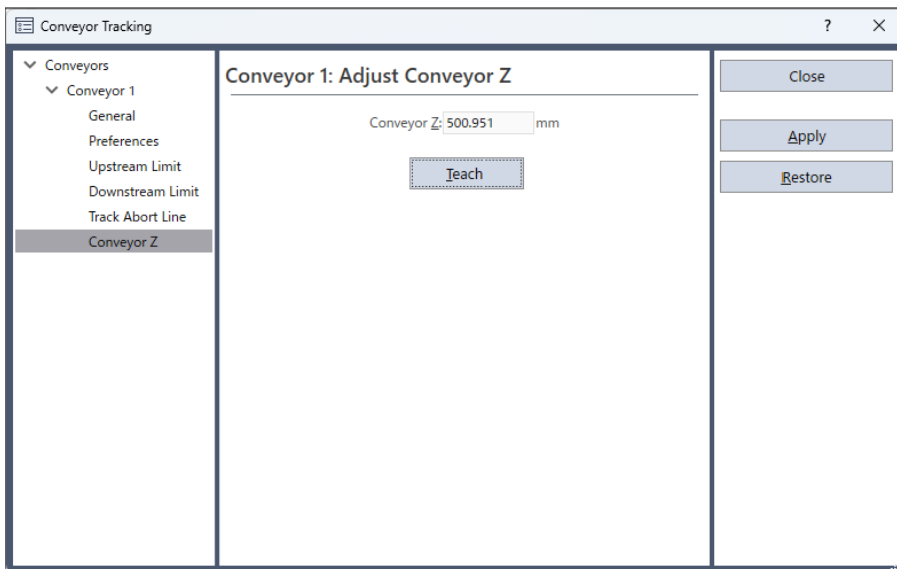 Conveyor Tracking
?
Conveyors
Conveyor 1
General
Preferences
Upstream Limit
Downstream Limit
Track Abort Line
Conveyor Z
Conveyor 1: Adjust Conveyor Z
Conveyor Z: 500.951 mm
Teach
Close
Apply
Restore